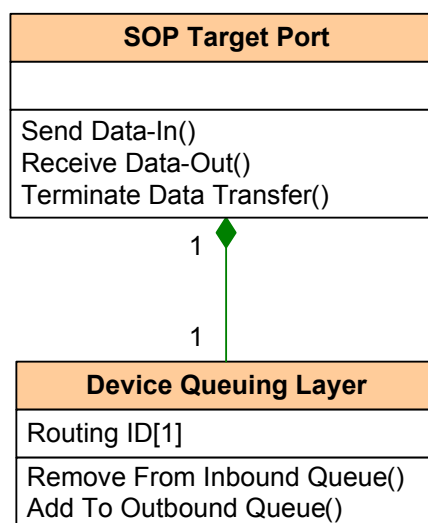 SOP Target Port
Send Data-In()
Receive Data-Out()
Terminate Data Transfer()
1
1
Device Queuing Layer
Routing ID[1]
Remove From Inbound Queue()
Add To Outbound Queue()